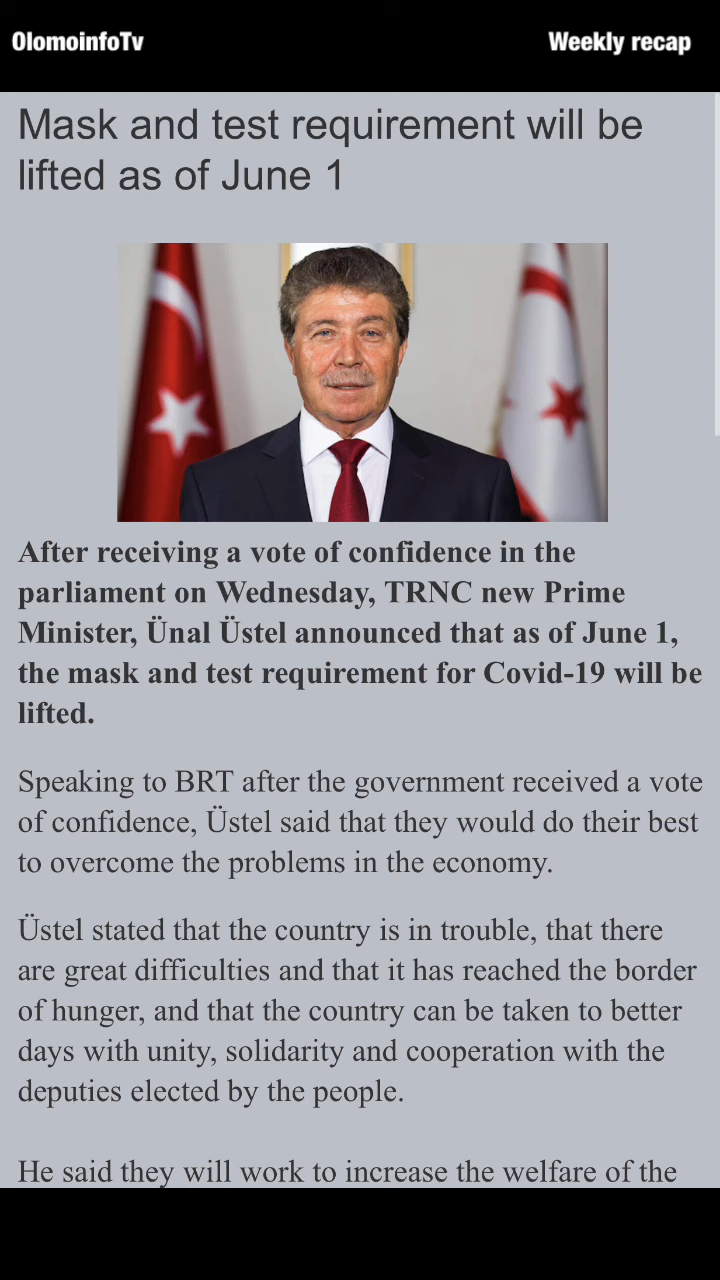 OlomoinfoTv
Weekly recap
Mask and test requirement will be
lifted as of June 1
After receiving a vote of confidence in the
parliament on Wednesday, TRNC new Prime
Minister, Ünal Üstel announced that as of June 1,
the mask and test requirement for Covid-19 will be
lifted.
Speaking to BRT after the government received a vote
of confidence, Üstel said that they would do their best
to overcome the problems in the economy.
Üstel stated that the country is in trouble, that there
are great difficulties and that it has reached the border
of hunger, and that the country can be taken to better
days with unity, solidarity and cooperation with the
deputies elected by the people.
He said they will work to increase the welfare of the